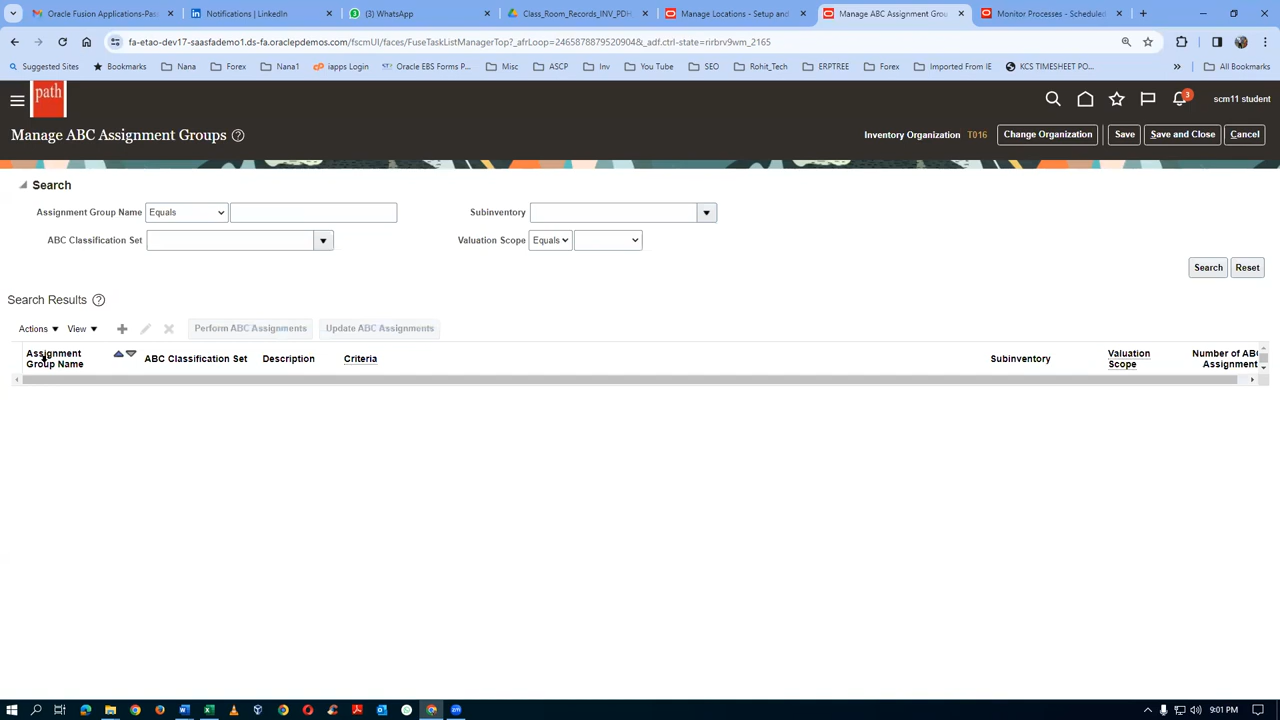 Oracle Fusion Applications-Pas
Notifications | LinkedIn
(3) WhatsApp
Class_Room_Records_INV_PDH
Manage Locations - Setup and
Manage ABC Assignment Grou
Monitor Processes - Scheduled
fa-etao-dev17-saasfademo1.ds-fa.oraclepdemos.com/fscmUI/faces/FuseTaskListManagerTop?_afrLoop=24658788795209048&_adf.ctrl-state=rirbrv9wm_2165
Suggested Sites
Bookmarks
Nana
Forex
Nana1
iapps Login
Oracle EBS Forms P...
Misc
ASCP
Inv
You Tube
SEO
Rohit_Tech
ERPTREE
Forex
Imported From IE
KCS TIMESHEET PO...
»
All Bookmarks
path
3
scm11 student
Manage ABC Assignment Groups
Inventory Organization T016
Change Organization
Save
Save and Close
Cancel
Search
Assignment Group Name Equals
Subinventory
ABC Classification Set
Valuation Scope Equals
Search
Reset
Search Results
Actions
View
Perform ABC Assignments
Update ABC Assignments
Assignment
Group Name
ABC Classification Set
Description
Criteria
Subinventory
Valuation
Scope
Number of ABC
Assignment
9:01 PM